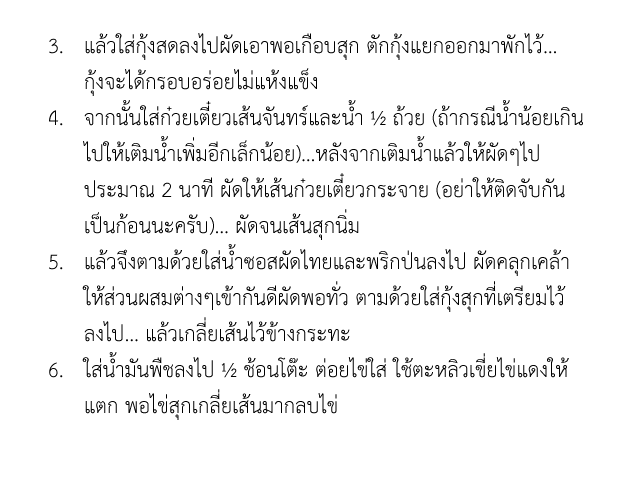 3. แล้วใส่กุ้งสดลงไปผัดเอาพอเกือบสุก ตักกุ้งแยกออกมาพักไว้...
กุ้งจะได้กรอบอร่อยไม่แห้งแข็ง
4. จากนั้นใส่ก๋วยเตี๋ยวเส้นจันทร์และน้ำ ½ ถ้วย (ถ้ากรณีน้ำน้อยเกิน
ไปให้เติมน้ำเพิ่มอีกเล็กน้อย)...หลังจากเติมน้ำแล้วให้ผัดๆไป
ประมาณ 2 นาที ผัดให้เส้นก๋วยเตี๋ยวกระจาย (อย่าให้ติดจับกัน
เป็นก้อนนะครับ)... ผัดจนเส้นสุกนิ่ม
5. แล้วจึงตามด้วยใส่น้ำซอสผัดไทยและพริกป่นลงไป ผัดคลุกเคล้า
ให้ส่วนผสมต่างๆเข้ากันดีผัดพอทั่ว ตามด้วยใส่กุ้งสุกที่เตรียมไว้
ลงไป... แล้วเกลี่ยเส้นไว้ข้างกระทะ
6. ใส่น้ำมันพืชลงไป ½ ช้อนโต๊ะ ต่อยไข่ใส่ ใช้ตะหลิวเขี่ยไข่แดงให้
แตก พอไข่สุกเกลี่ยเส้นมากลบไข่